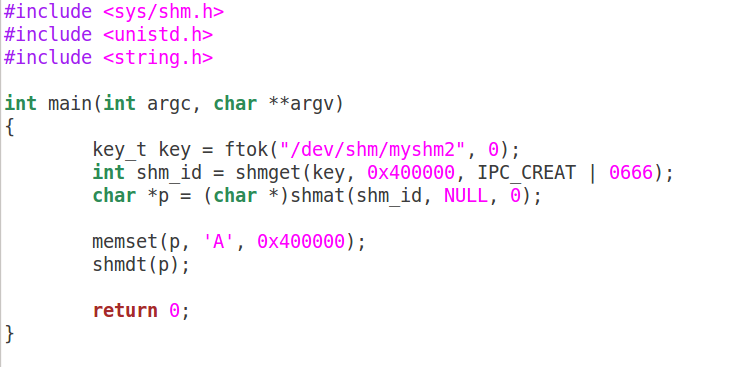 #include <sys/shm.h>
#include <unistd.h>
#include <string.h>

int main(int argc, char **argv)
{
        key_t key = ftok("/dev/shm/myshm2", 0);
        int shm_id = shmget(key, 0x400000, IPC_CREAT | 0666);
        char *p = (char *)shmat(shm_id, NULL, 0);

        memset(p, 'A', 0x400000);
        shmdt(p);

        return 0;
}